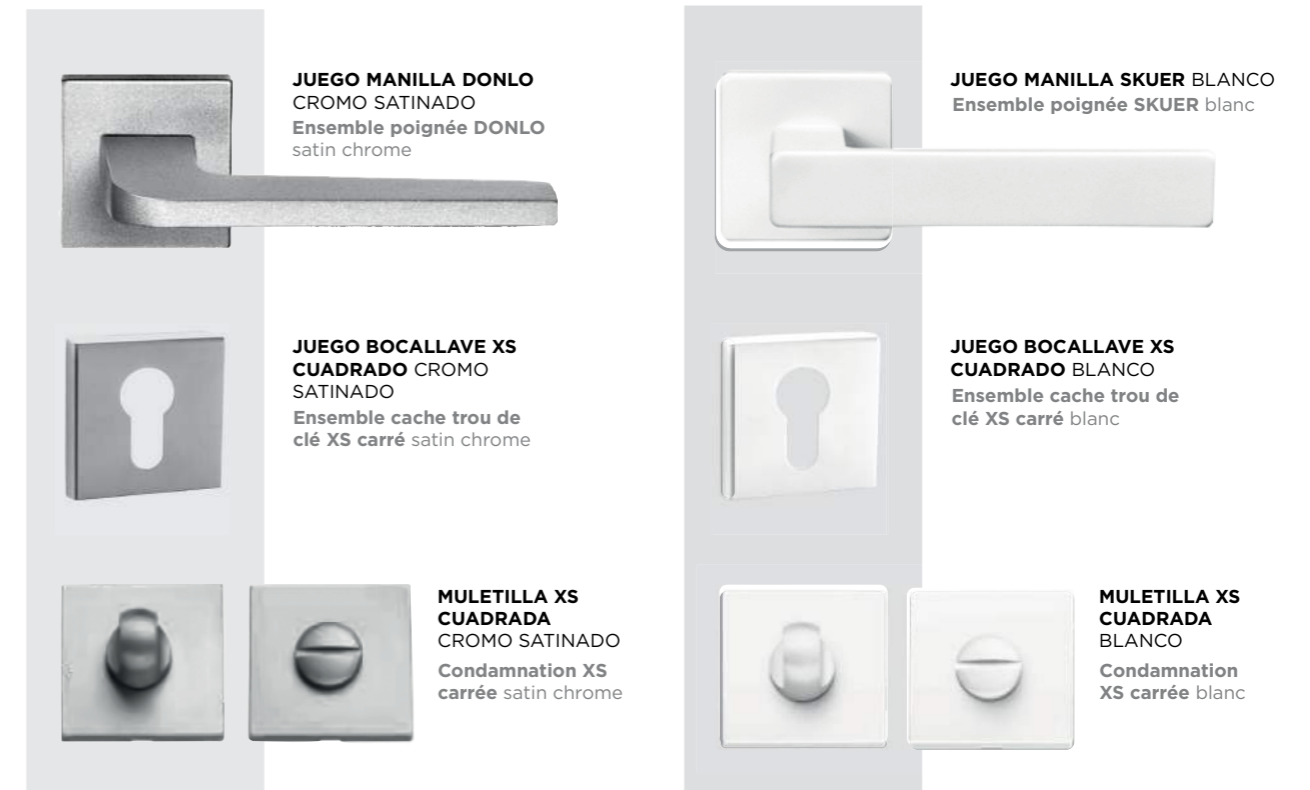 JUEGO MANILLA DONLO
CROMO SATINADO
Ensemble poignée DONLO
satin chrome
JUEGO BOCALLAVE XS
CUADRADO CROMO
SATINADO
Ensemble cache trou de
clé XS carré satin chrome
MULETILLA XS
CUADRADA
CROMO SATINADO
Condamnation XS
carrée satin chrome
JUEGO MANILLA SKUER BLANCO
Ensemble poignée SKUER blanc
JUEGO BOCALLAVE XS
CUADRADO BLANCO
Ensemble cache trou de
clé XS carré blanc
MULETILLA XS
CUADRADA
BLANCO
Condamnation
XS carrée blanc